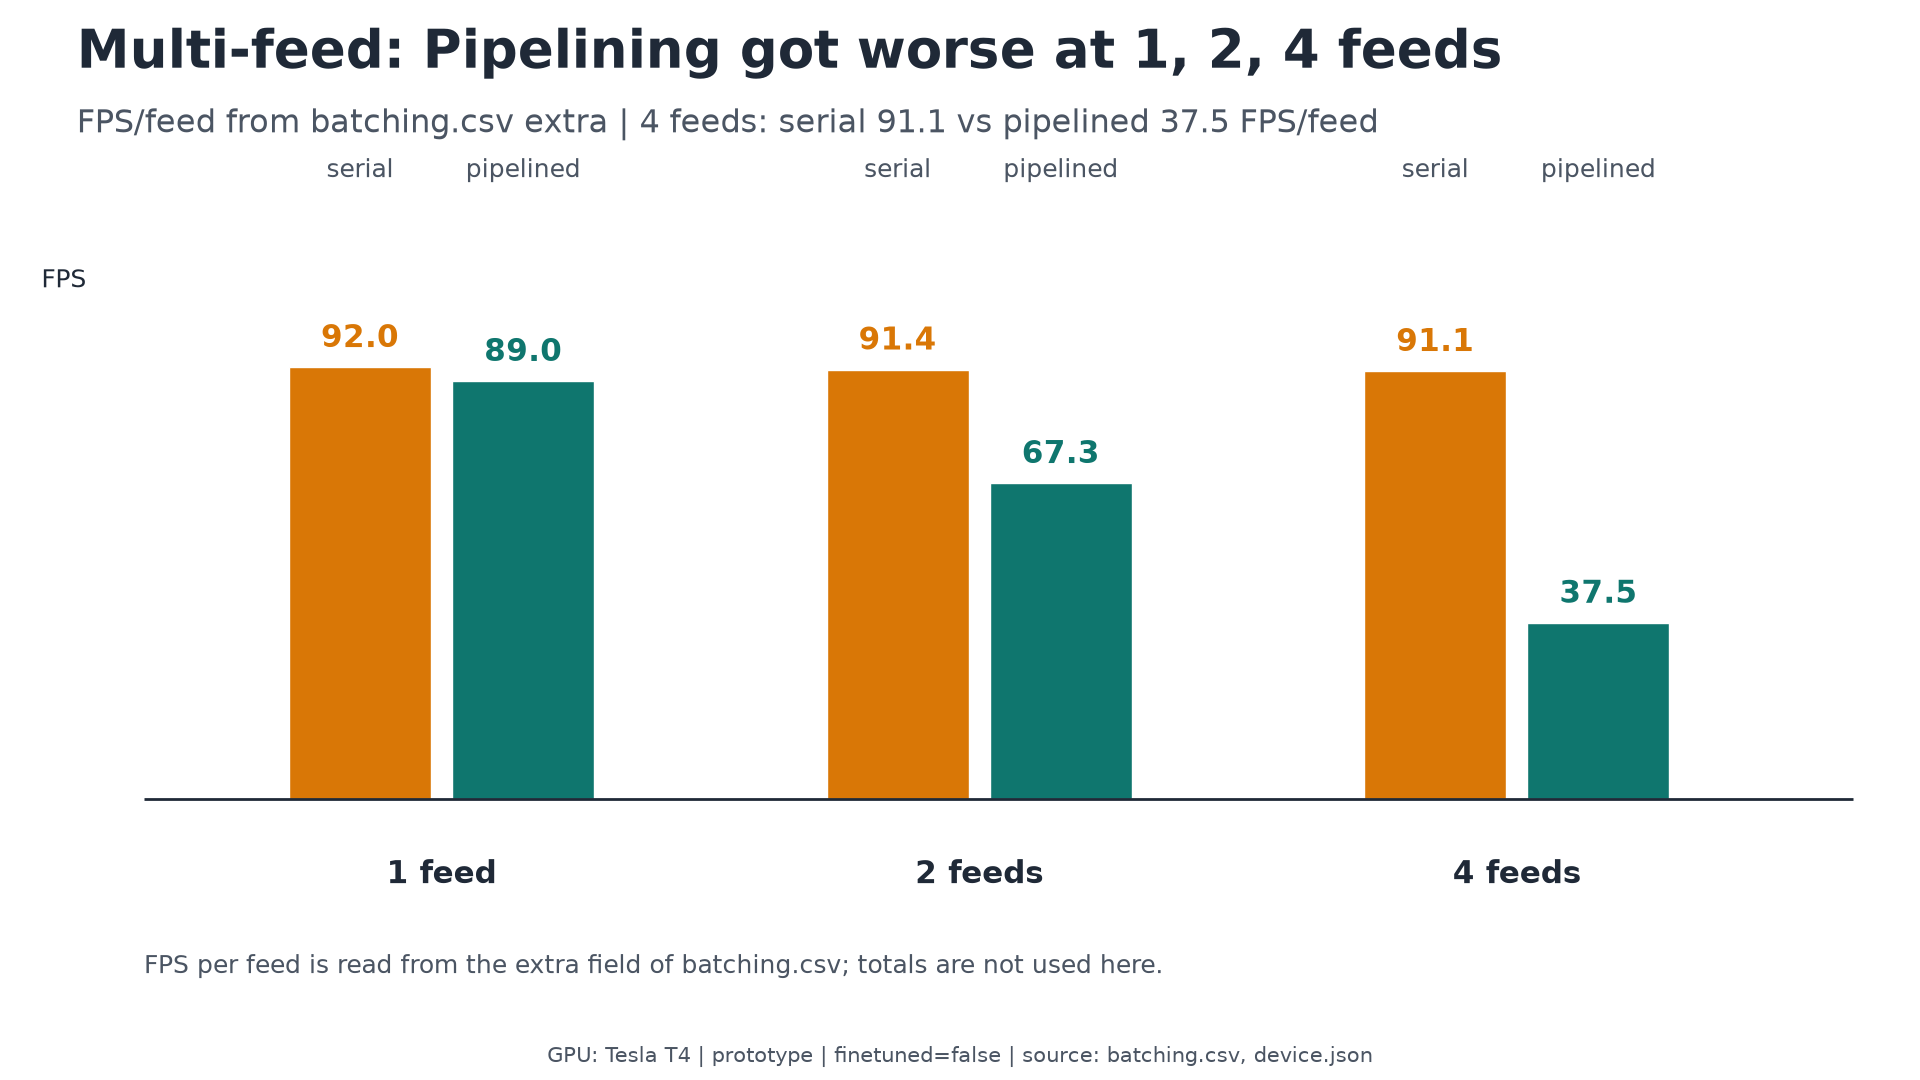 Multi-feed: Pipelining got worse at 1, 2, 4 feeds
FPS/feed from batching.csv extra | 4 feeds: serial 91.1 vs pipelined 37.5 FPS/feed
serial pipelined serial pipelined serial pipelined
FPS
92.0 89.0 91.4 67.3 91.1 37.5
1 feed 2 feeds 4 feeds
FPS per feed is read from the extra field of batching.csv; totals are not used here.
GPU: Tesla T4 | prototype | finetuned=false | source: batching.csv, device.json